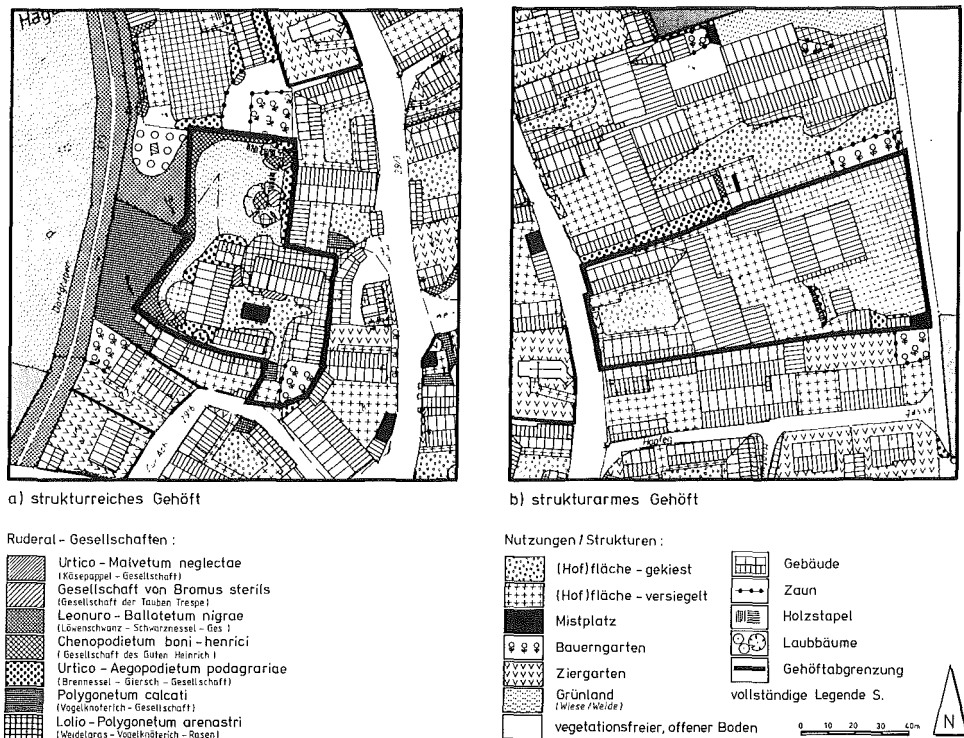 Häge
a) strukturreiches Gehöft
b) strukturarmes Gehöft
Ruderal - Gesellschaften :
Urtico - Malvetum neglectae
(Käsepappel - Gesellschaft)
Gesellschaft von Bromus sterils
(Gesellschaft der Tauben Trespe)
Leonuro - Ballotetum nigrae
(Löwenschwanz - Schwarznessel - Ges.)
Chenopodietum boni - henrici
(Gesellschaft des Guten Heinrich)
Urtico - Aegopodietum podagrariae
(Brennessel - Giersch - Gesellschaft)
Polygonetum calcati
(Vogelknöterich - Gesellschaft)
Lolio - Polygonetum arenastri
(Weidelgras - Vogelknöterich - Rasen)
Nutzungen / Strukturen :
(Hof)fläche - gekiest
(Hof)fläche - versiegelt
Mistplatz
Bauerngarten
Ziergarten
Grünland
(Wiese / Weide)
vegetationsfreier, offener Boden
Gebäude
Zaun
Holzstapel
Laubbäume
Gehöftabgrenzung
vollständige Legende S.
0 10 20 30 40m
N